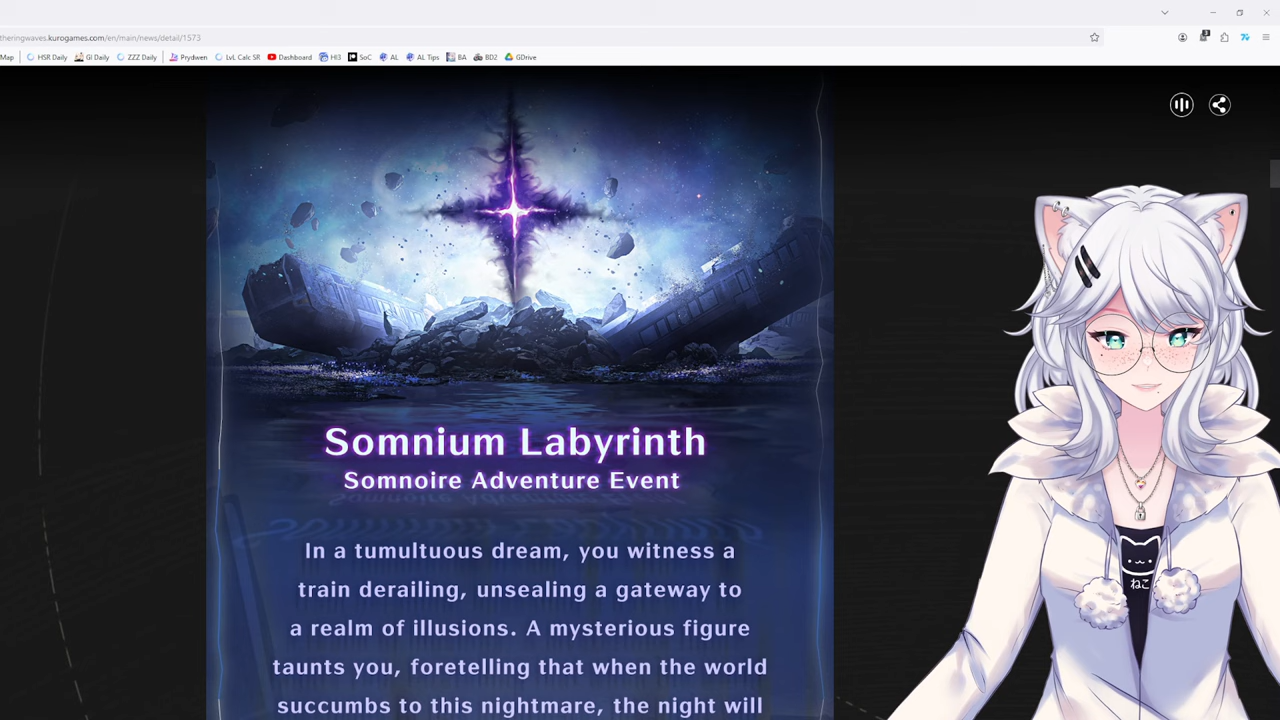 theringwaves.kurogames.com/en/main/news/detail/1573
Map HSR Daily Gi Daily ZZZ Daily Prydwen LvL Calc SR Dashboard HI3 SoC AL AL Tips BA BD2 GDrive
Somnium Labyrinth
Somnoire Adventure Event
In a tumultuous dream, you witness a
train derailing, unsealing a gateway to
a realm of illusions. A mysterious figure
taunts you, foretelling that when the world
succumbs to this nightmare, the night will
ねこ